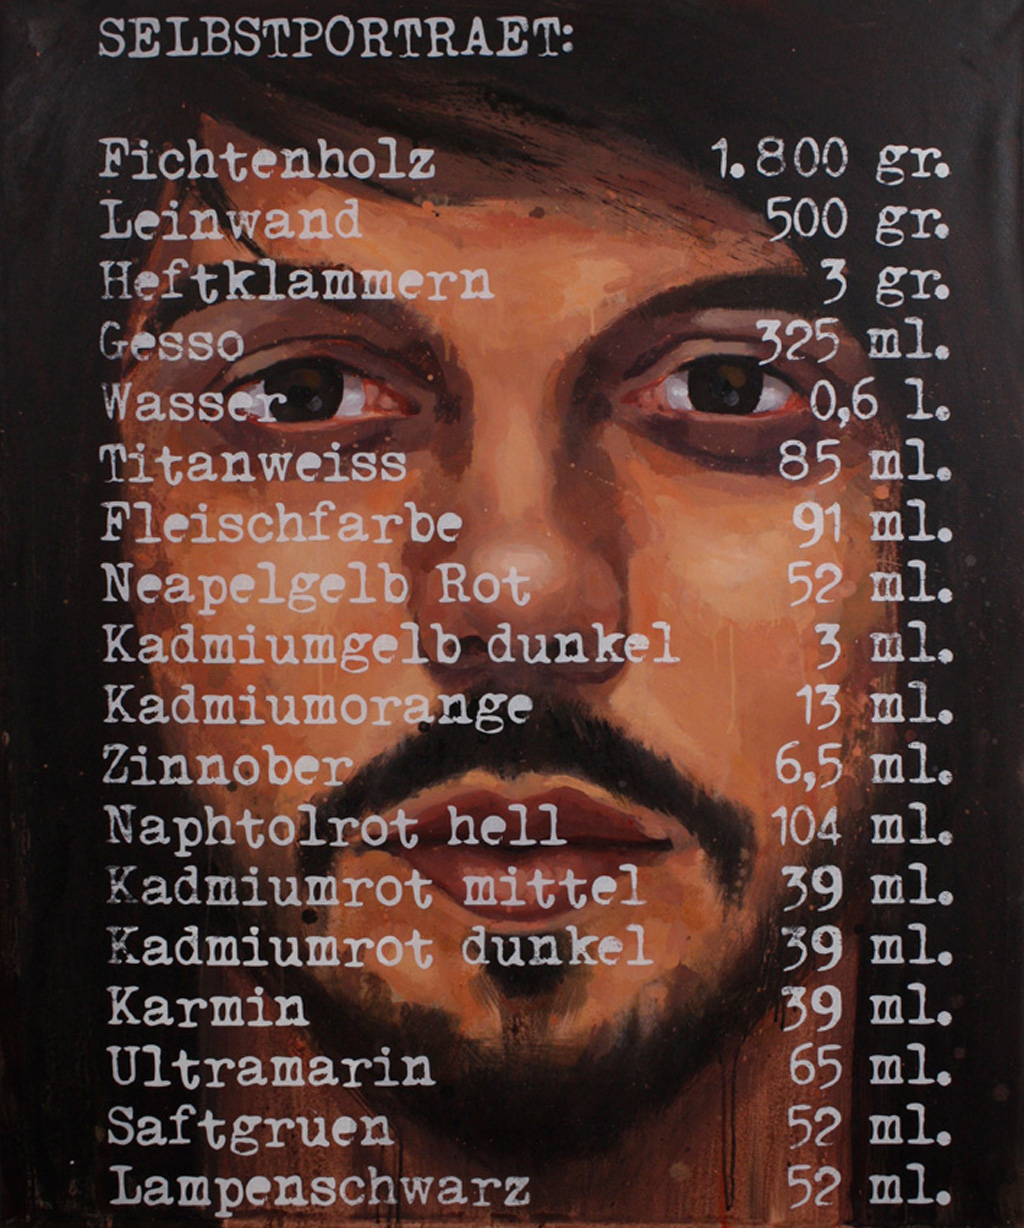 SELBSTPORTRAET:
Fichtenholz 1.800 gr.
Leinwand 500 gr.
Heftklammern 3 gr.
Gesso 325 ml.
Wasser 0,6 l.
Titanweiss 85 ml.
Fleischfarbe 91 ml.
Neapelgelb Rot 52 ml.
Kadmiumgelb dunkel 3 ml.
Kadmiumorange 13 ml.
Zinnober 6,5 ml.
Naphtolrot hell 104 ml.
Kadmiumrot mittel 39 ml.
Kadmiumrot dunkel 39 ml.
Karmin 39 ml.
Ultramarin 65 ml.
Saftgruen 52 ml.
Lampenschwarz 52 ml.